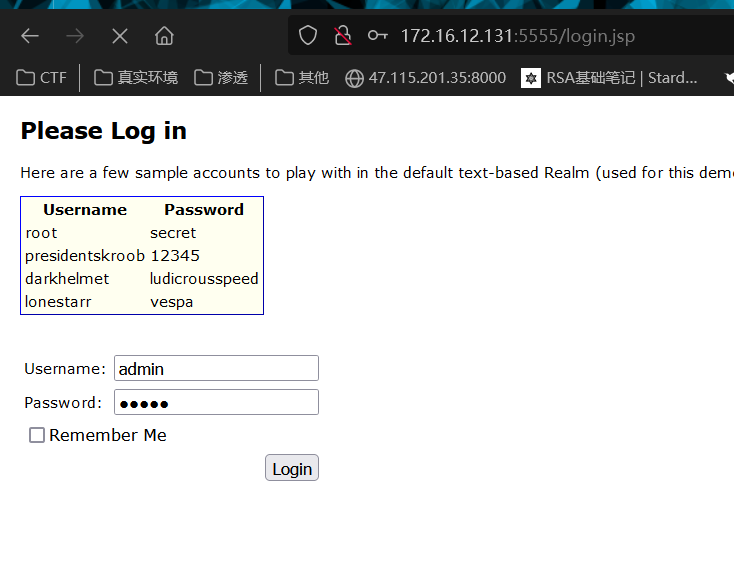 172.16.12.131:5555/login.jsp
CTF 真实环境 渗透 其他 47.115.201.35:8000 RSA基础笔记 | Stard...
Please Log in
Here are a few sample accounts to play with in the default text-based Realm (used for this
Username Password
root secret
presidentskroob 12345
darkhelmet ludicrousspeed
lonestarr vespa
Username: admin
Password: ●●●●●
Remember Me
Login